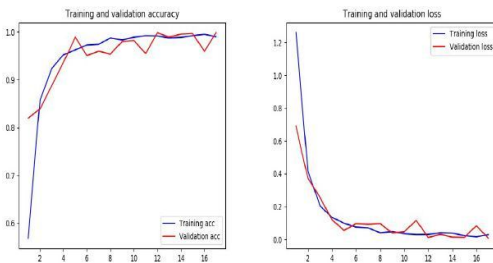 Training and validation accuracy
1.0
0.9
0.8
0.7
0.6
Training acc
Validation acc
2 4 6 8 10 12 14 16
Training and validation loss
Training loss
Validation loss
1.2
1.0
0.8
0.6
0.4
0.2
0.0
2 4 6 8 10 12 14 16